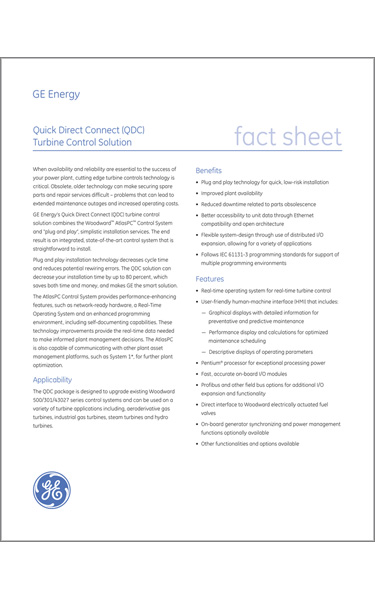 GE Energy
Quick Direct Connect (QDC)
Turbine Control Solution
fact sheet
When availability and reliability are essential to the success of
your power plant, cutting edge turbine controls technology is
critical. Obsolete, older technology can make securing spare
parts and repair services difficult – problems that can lead to
extended maintenance outages and increased operating costs.
GE Energy's Quick Direct Connect (QDC) turbine control
solution combines the Woodward™ AtlasPC™ Control System
and "plug and play", simplistic installation services. The end
result is an integrated, state-of-the-art control system that is
straightforward to install.
Plug and play installation technology decreases cycle time
and reduces potential rewiring errors. The QDC solution can
decrease your installation time by up to 80 percent, which
saves both time and money, and makes GE the smart solution.
The AtlasPC Control System provides performance-enhancing
features, such as network-ready hardware, a Real-Time
Operating System and an enhanced programming
environment, including self-documenting capabilities. These
technology improvements provide the real-time data needed
to make informed plant management decisions. The AtlasPC
is also capable of communicating with other plant asset
management platforms, such as System 1*, for further plant
optimization.
Applicability
The QDC package is designed to upgrade existing Woodward
500/301/43027 series control systems and can be used on a
variety of turbine applications including, aeroderivative gas
turbines, industrial gas turbines, steam turbines and hydro
turbines.
Benefits
• Plug and play technology for quick, low-risk installation
• Improved plant availability
• Reduced downtime related to parts obsolescence
• Better accessibility to unit data through Ethernet
compatibility and open architecture
• Flexible system-design through use of distributed I/O
expansion, allowing for a variety of applications
• Follows IEC 61131-3 programming standards for support of
multiple programming environments
Features
• Real-time operating system for real-time turbine control
• User-friendly human-machine interface (HMI) that includes:
— Graphical displays with detailed information for
preventative and predictive maintenance
— Performance display and calculations for optimized
maintenance scheduling
— Descriptive displays of operating parameters
• Pentium® processor for exceptional processing power
• Fast, accurate on-board I/O modules
• Profibus and other field bus options for additional I/O
expansion and functionality
• Direct interface to Woodward electrically actuated fuel
valves
• On-board generator synchronizing and power management
functions optionally available
• Other functionalities and options available
GE